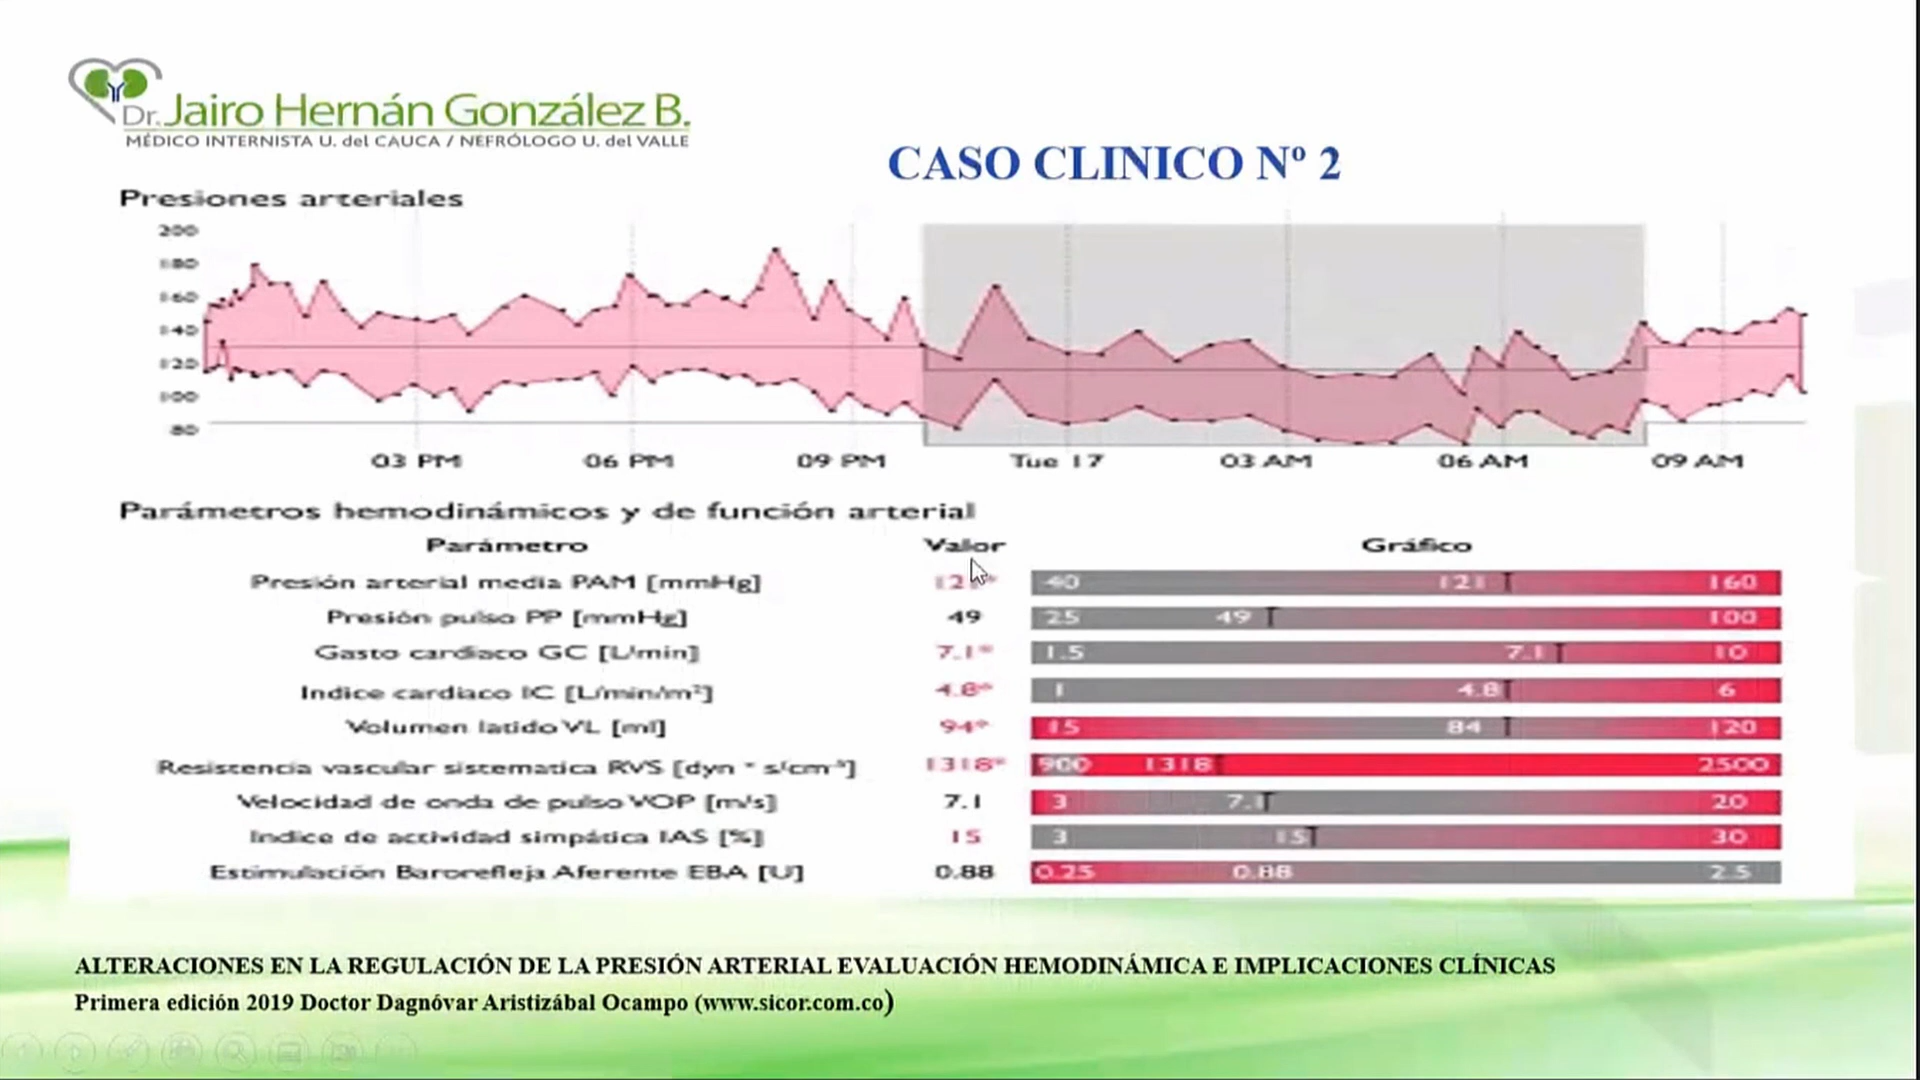 Dr. Jairo Hernán González B.
MÉDICO INTERNISTA U. del CAUCA / NEFRÓLOGO U. del VALLE
CASO CLINICO Nº 2
Presiones arteriales
200
180
160
140
120
100
80
03 PM 06 PM 09 PM Tue 17 03 AM 06 AM 09 AM
Parámetros hemodinámicos y de función arterial
Parámetro Valor Gráfico
Presión arterial media PAM [mmHg] 40 121 160
Presión pulso PP [mmHg] 49 25 49 100
Gasto cardiaco GC [L/min] 7.1* 1.5 7.1 10
Indice cardiaco IC [L/min/m²] 4.8* 1 4.8 6
Volumen latido VL [ml] 94* 15 84 120
Resistencia vascular sistematica RVS [dyn * s/cm⁻⁵] 1318* 900 1318 2500
Velocidad de onda de pulso VOP [m/s] 7.1 3 7.1 20
Indice de actividad simpática IAS [%] 15 3 15 30
Estimulación Barorefleja Aferente EBA [U] 0.88 0.25 0.88 2.5
ALTERACIONES EN LA REGULACIÓN DE LA PRESIÓN ARTERIAL EVALUACIÓN HEMODINÁMICA E IMPLICACIONES CLÍNICAS
Primera edición 2019 Doctor Dagnóvar Aristizábal Ocampo (www.sicor.com.co)